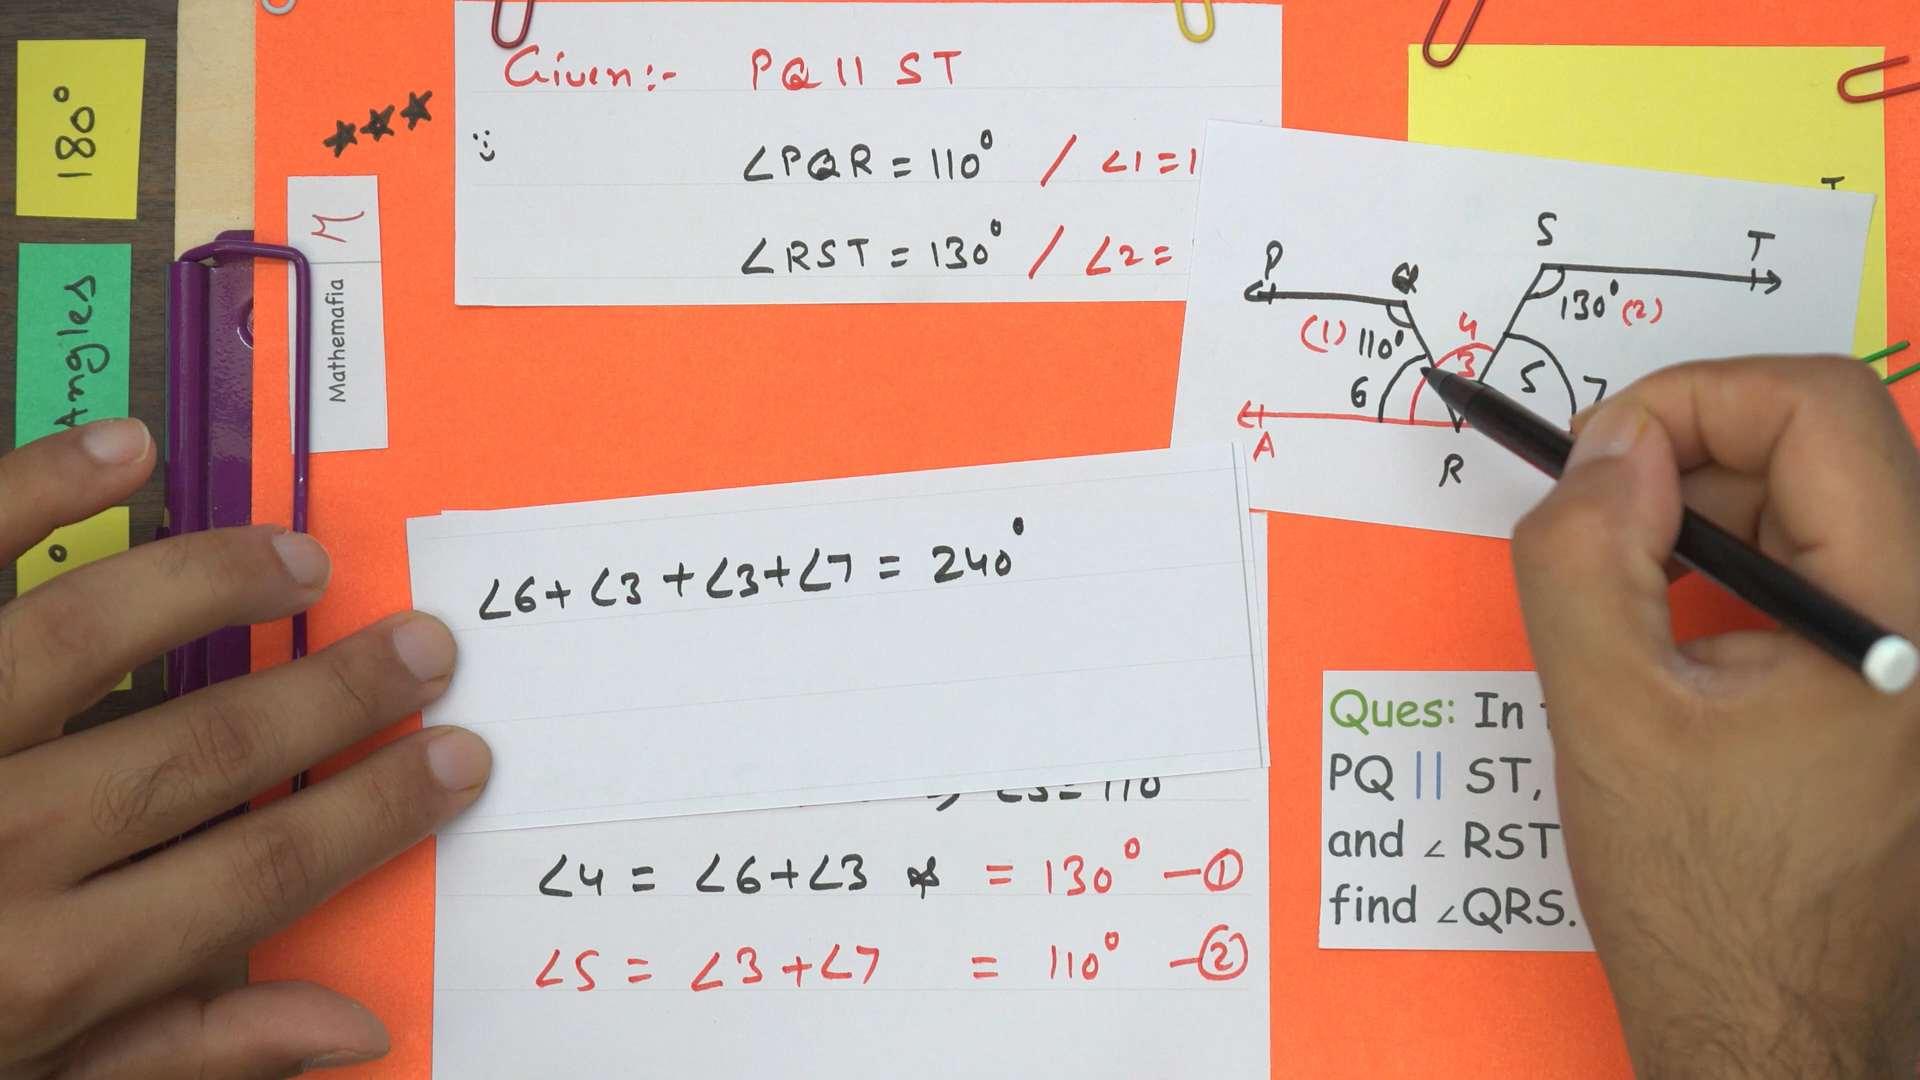 180°
Angles
°
M
Mathemafia
Given:- PQ || ST
∠PQR = 110° / ∠1=1
∠RST = 130° / ∠2=
T
P Q S T
(1) 110° 4 130° (2)
6 3 5 7
A R
∠6+∠3+∠3+∠7 = 240°
∠5=110
∠4 = ∠6+∠3 = 130° -①
∠5 = ∠3+∠7 = 110° -②
Ques: In
PQ || ST,
and ∠ RST
find ∠QRS.